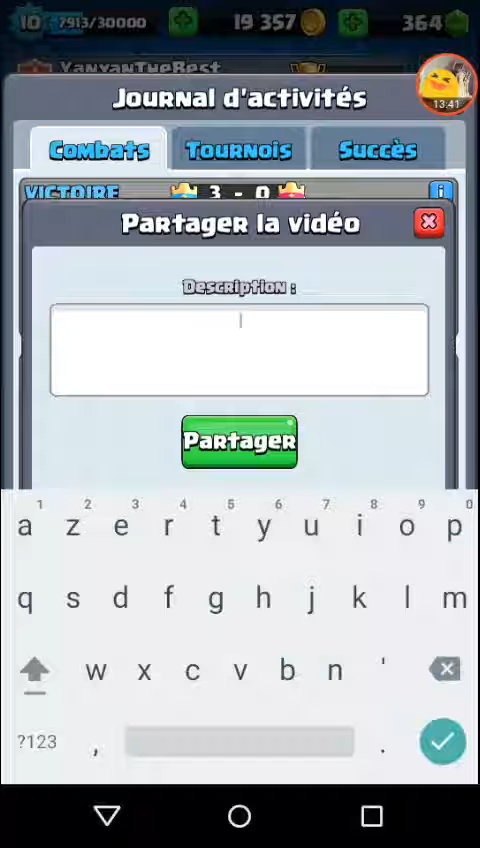 10 7913/30000 19 357 364
YanYanTheBest
13:41
Journal d'activités
Combats Tournois Succès
VICTOIRE 3 - 0 i
Partager la vidéo
Description :
Partager
1 2 3 4 5 6 7 8 9 0
a z e r t y u i o p
q s d f g h j k l m
w x c v b n '
?123 , .